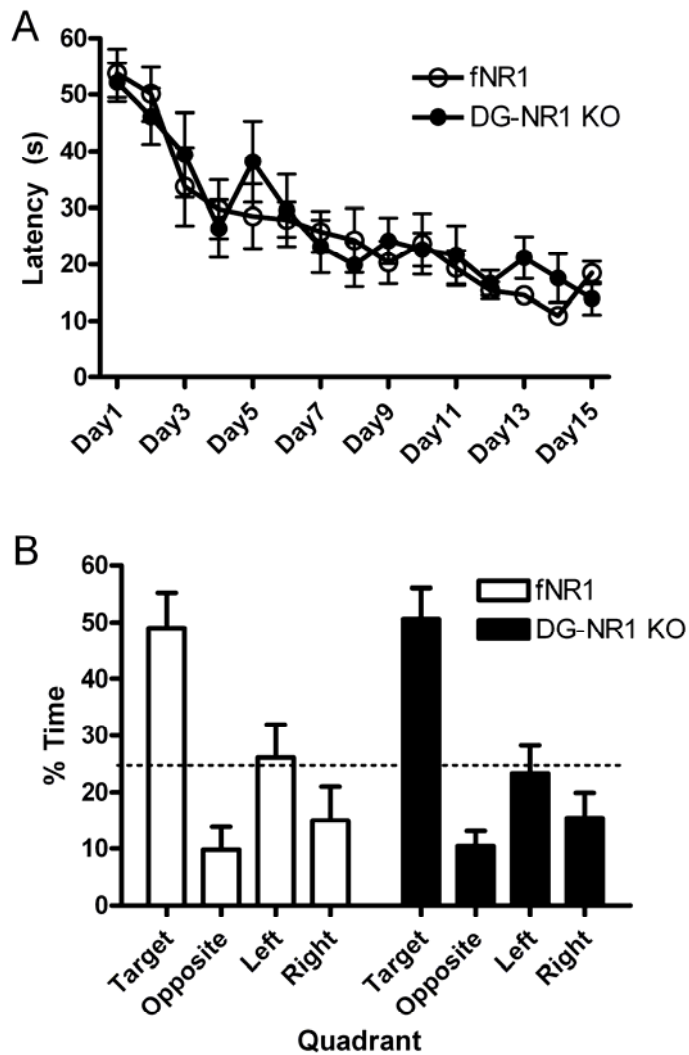 A
60
50
40
30
20
10
0
Latency (s)
fNR1
DG-NR1 KO
Day1
Day3
Day5
Day7
Day9
Day11
Day13
Day15
B
60
50
40
30
20
10
0
% Time
fNR1
DG-NR1 KO
Target
Opposite
Left
Right
Target
Opposite
Left
Right
Quadrant